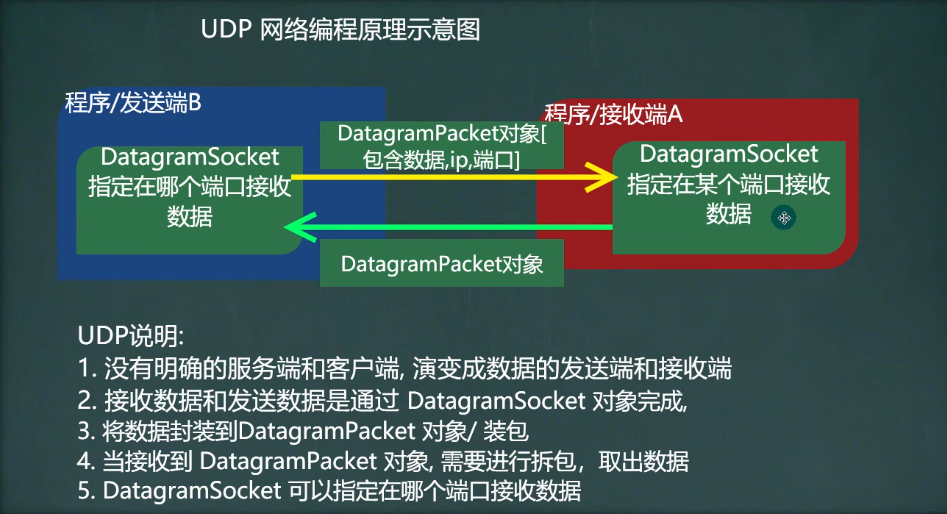 UDP 网络编程原理示意图
程序/发送端B
程序/接收端A
DatagramPacket对象[
包含数据,ip,端口]
DatagramSocket
指定在哪个端口接收
数据
DatagramSocket
指定在某个端口接收
数据
DatagramPacket对象
UDP说明:
1. 没有明确的服务端和客户端, 演变成数据的发送端和接收端
2. 接收数据和发送数据是通过 DatagramSocket 对象完成,
3. 将数据封装到DatagramPacket 对象/ 装包
4. 当接收到 DatagramPacket 对象, 需要进行拆包，取出数据
5. DatagramSocket 可以指定在哪个端口接收数据